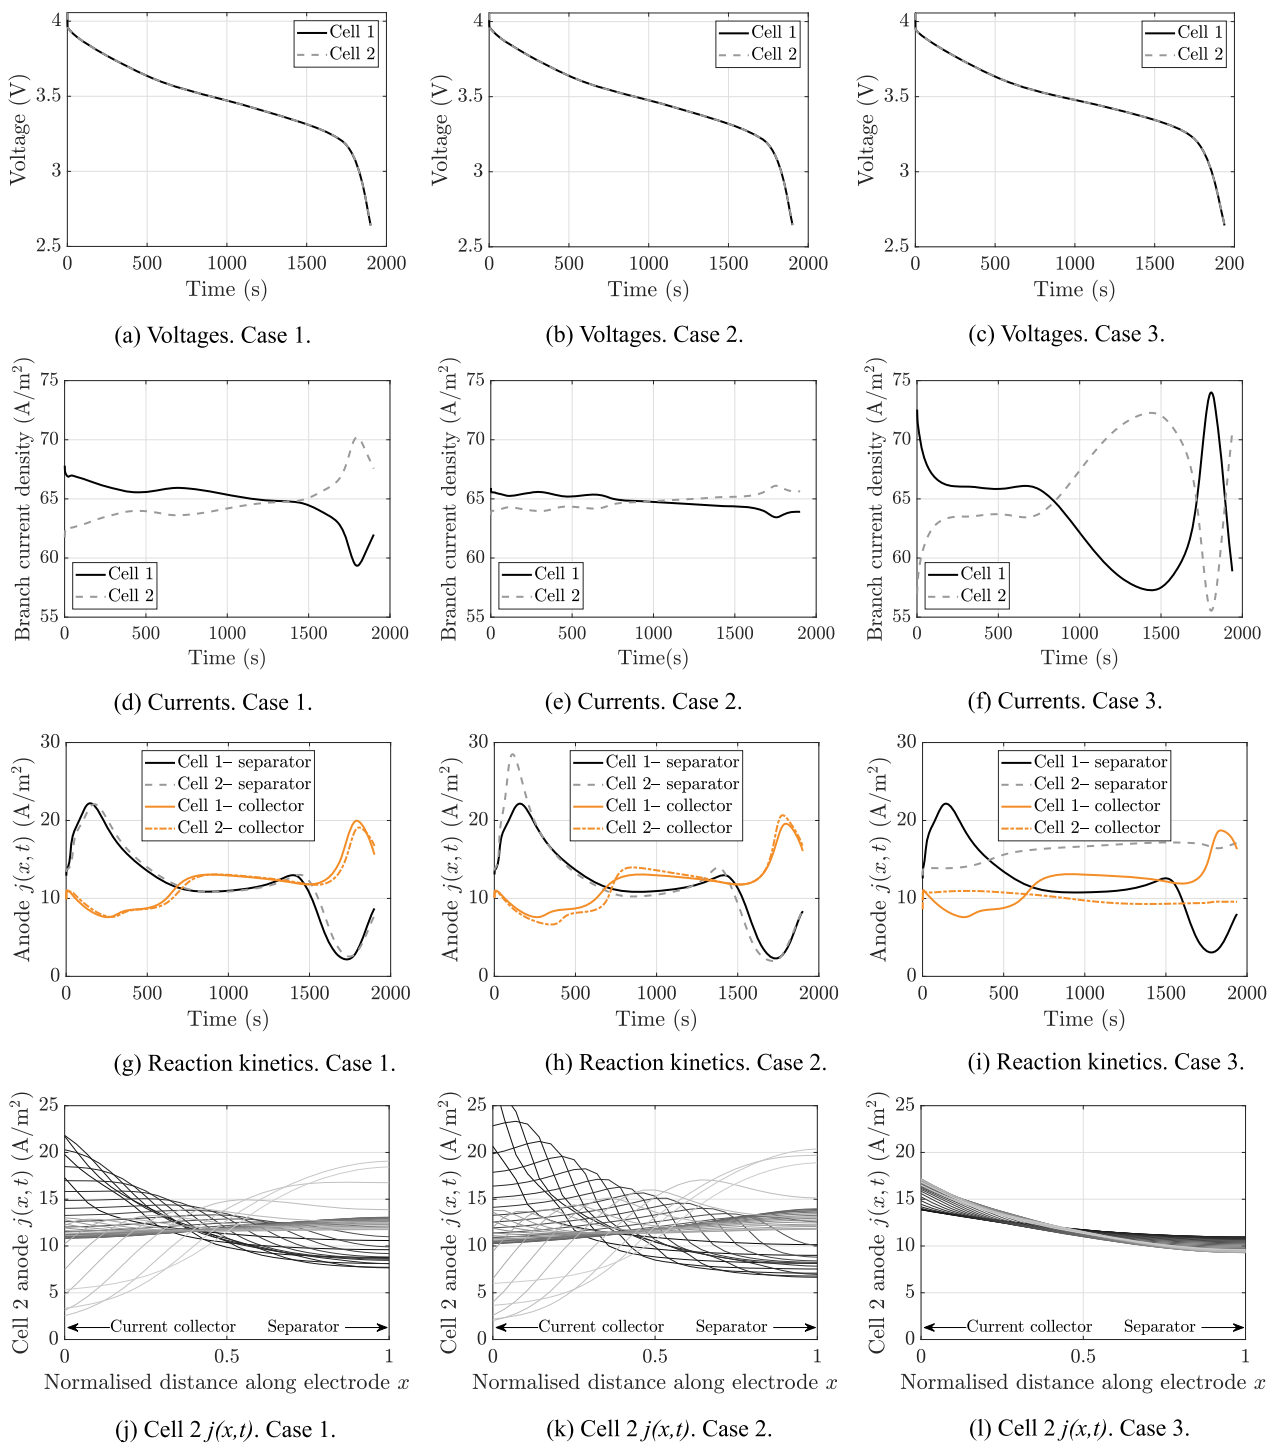 4
3.5
3
2.5
Voltage (V)
Cell 1
Cell 2
0
500
1000
1500
2000
Time (s)
(a) Voltages. Case 1.
4
3.5
3
2.5
Voltage (V)
Cell 1
Cell 2
0
500
1000
1500
2000
Time (s)
(b) Voltages. Case 2.
4
3.5
3
2.5
Voltage (V)
Cell 1
Cell 2
0
500
1000
1500
200
Time (s)
(c) Voltages. Case 3.
75
70
65
60
55
Branch current density (A/m²)
Cell 1
Cell 2
0
500
1000
1500
2000
Time (s)
(d) Currents. Case 1.
75
70
65
60
55
Branch current density (A/m²)
Cell 1
Cell 2
0
500
1000
1500
2000
Time(s)
(e) Currents. Case 2.
75
70
65
60
55
Branch current density (A/m²)
Cell 1
Cell 2
0
500
1000
1500
2000
Time (s)
(f) Currents. Case 3.
30
20
10
0
Anode j(x, t) (A/m²)
Cell 1– separator
Cell 2– separator
Cell 1– collector
Cell 2– collector
0
500
1000
1500
2000
Time (s)
(g) Reaction kinetics. Case 1.
30
20
10
0
Anode j(x, t) (A/m²)
Cell 1– separator
Cell 2– separator
Cell 1– collector
Cell 2– collector
0
500
1000
1500
2000
Time (s)
(h) Reaction kinetics. Case 2.
30
20
10
0
Anode j(x, t) (A/m²)
Cell 1– separator
Cell 2– separator
Cell 1– collector
Cell 2– collector
0
500
1000
1500
2000
Time (s)
(i) Reaction kinetics. Case 3.
25
20
15
10
5
0
Cell 2 anode j(x, t) (A/m²)
Current collector
Separator
0
0.5
1
Normalised distance along electrode x
(j) Cell 2 j(x,t). Case 1.
25
20
15
10
5
0
Cell 2 anode j(x, t) (A/m²)
Current collector
Separator
0
0.5
1
Normalised distance along electrode x
(k) Cell 2 j(x,t). Case 2.
25
20
15
10
5
0
Cell 2 anode j(x, t) (A/m²)
Current collector
Separator
0
0.5
1
Normalised distance along electrode x
(l) Cell 2 j(x,t). Case 3.